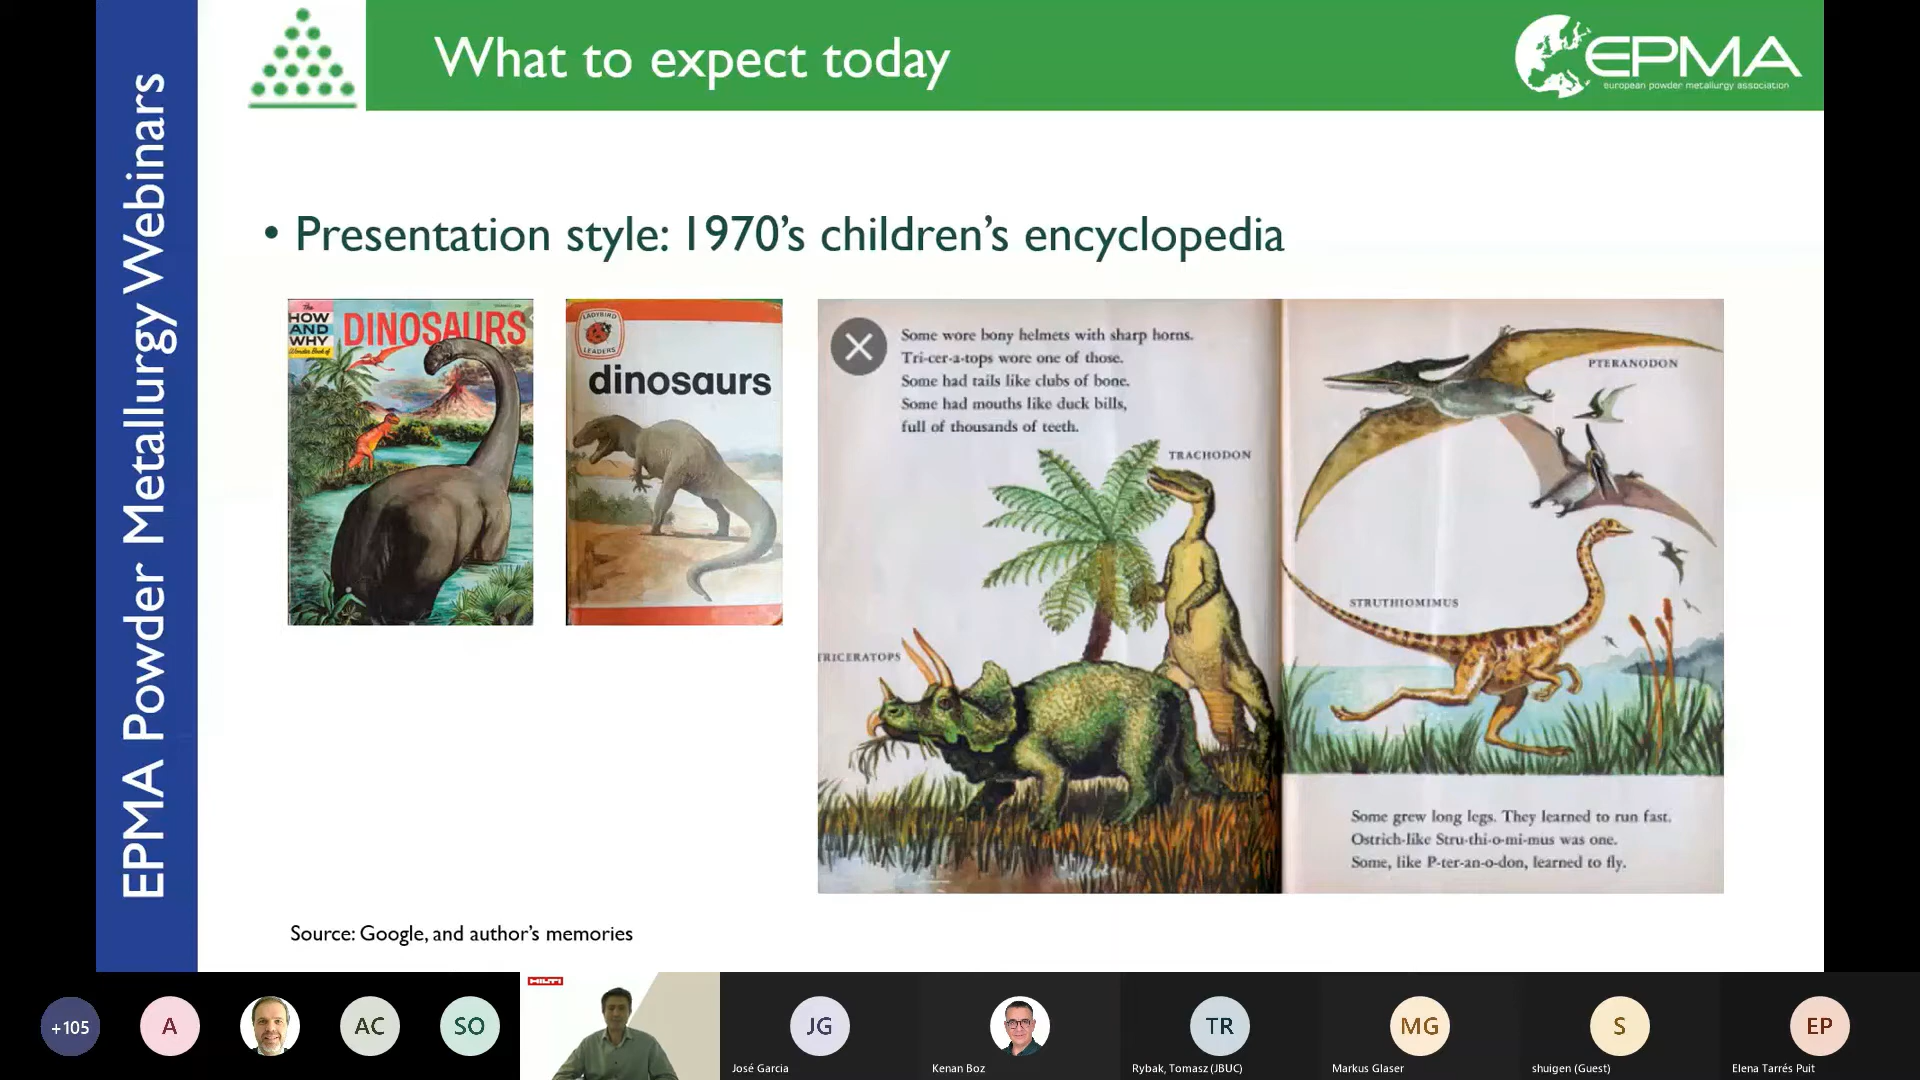 EPMA Powder Metallurgy Webinars
What to expect today
EPMA
european powder metallurgy association
• Presentation style: 1970’s children’s encyclopedia
The
HOW
AND
WHY
Wonder Book of
DINOSAURS
LADYBIRD
LEADERS
dinosaurs
Some wore bony helmets with sharp horns.
Tri-cer-a-tops wore one of those.
Some had tails like clubs of bone.
Some had mouths like duck bills,
full of thousands of teeth.
TRACHODON
TRICERATOPS
PTERANODON
STRUTHIOMIMUS
Some grew long legs. They learned to run fast.
Ostrich-like Stru-thi-o-mi-mus was one.
Some, like P-ter-an-o-don, learned to fly.
Source: Google, and author’s memories
+105
A
AC
SO
HILTI
JG
José Garcia
Kenan Boz
TR
Rybak, Tomasz (JBUC)
MG
Markus Glaser
S
shuigen (Guest)
EP
Elena Tarrés Puit